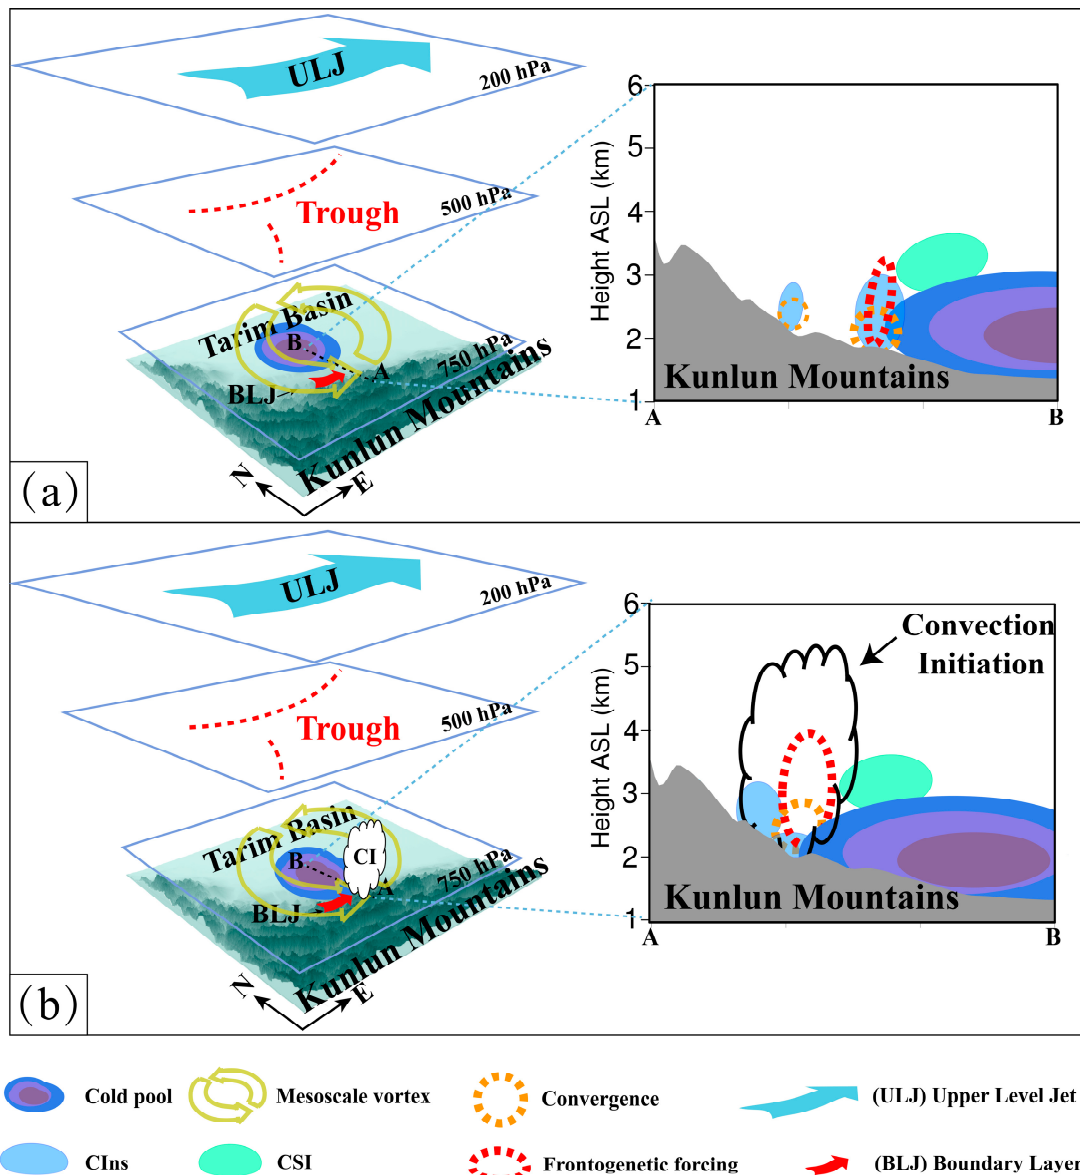 ULJ
200 hPa
Trough
500 hPa
Tarim Basin
B
A
BLJ
750 hPa
Kunlun Mountains
N
E
(a)
6
5
4
3
2
1
Height ASL (km)
Kunlun Mountains
A
B
ULJ
200 hPa
Trough
500 hPa
Tarim Basin
B
CI
A
BLJ
750 hPa
Kunlun Mountains
N
E
(b)
6
5
4
3
2
1
Height ASL (km)
Convection
Initiation
Kunlun Mountains
A
B
Cold pool
Mesoscale vortex
Convergence
(ULJ) Upper Level Jet
CIns
CSI
Frontogenetic forcing
(BLJ) Boundary Layer